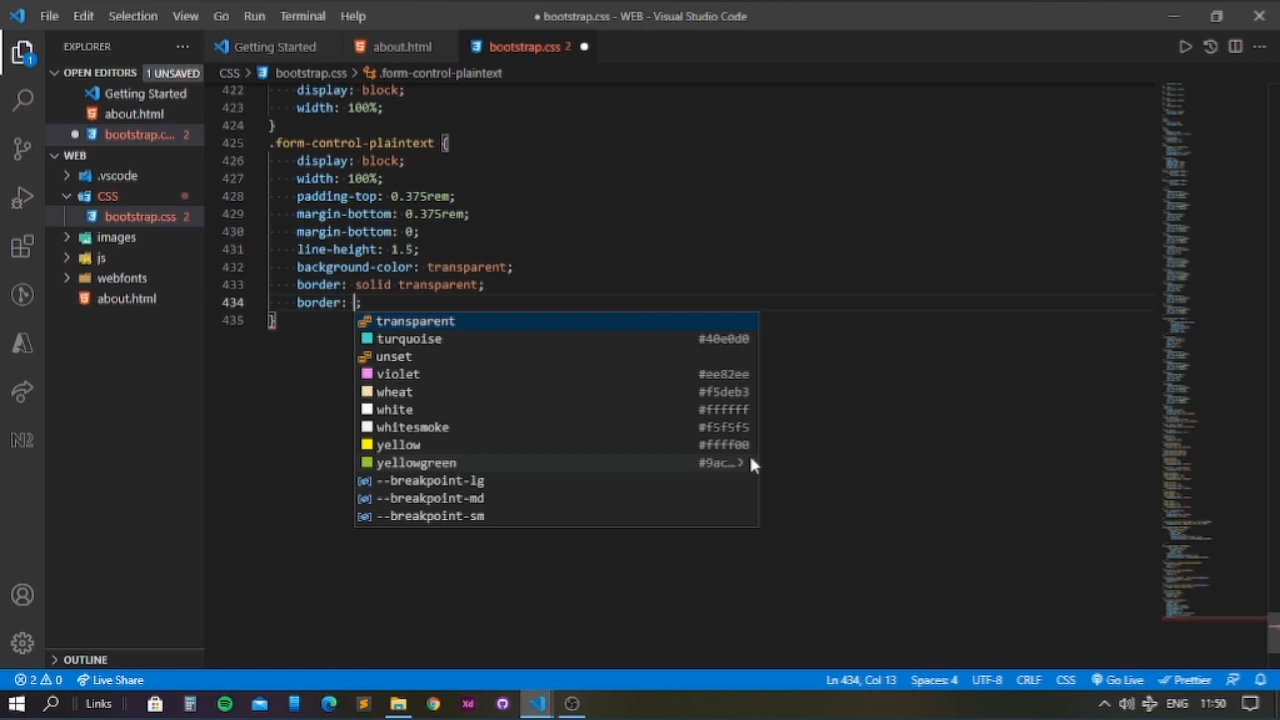 File Edit Selection View Go Run Terminal Help
● bootstrap.css - WEB - Visual Studio Code
EXPLORER
Getting Started
about.html
bootstrap.css 2
OPEN EDITORS
1 UNSAVED
CSS > bootstrap.css > .form-control-plaintext
Getting Started
about.html
bootstrap.c... 2
WEB
.vscode
CSS
bootstrap.css 2
images
js
webfonts
about.html
422 display: block;
423 width: 100%;
424 }
425 .form-control-plaintext {
426 display: block;
427 width: 100%;
428 padding-top: 0.375rem;
429 margin-bottom: 0.375rem;
430 margin-bottom: 0;
431 line-height: 1.5;
432 background-color: transparent;
433 border: solid transparent;
434 border: ;
435 }
transparent
turquoise #40e0d0
unset
violet #ee82ee
wheat #f5deb3
white #ffffff
whitesmoke #f5f5f5
yellow #ffff00
yellowgreen #9ac...
--breakpoint-lg
--breakpoint-md
--breakpoint-sm
N2
1
OUTLINE
2 0 Live Share
Ln 434, Col 13 Spaces: 4 UTF-8 CRLF CSS Go Live Prettier
Links
Xd
ENG 11:50